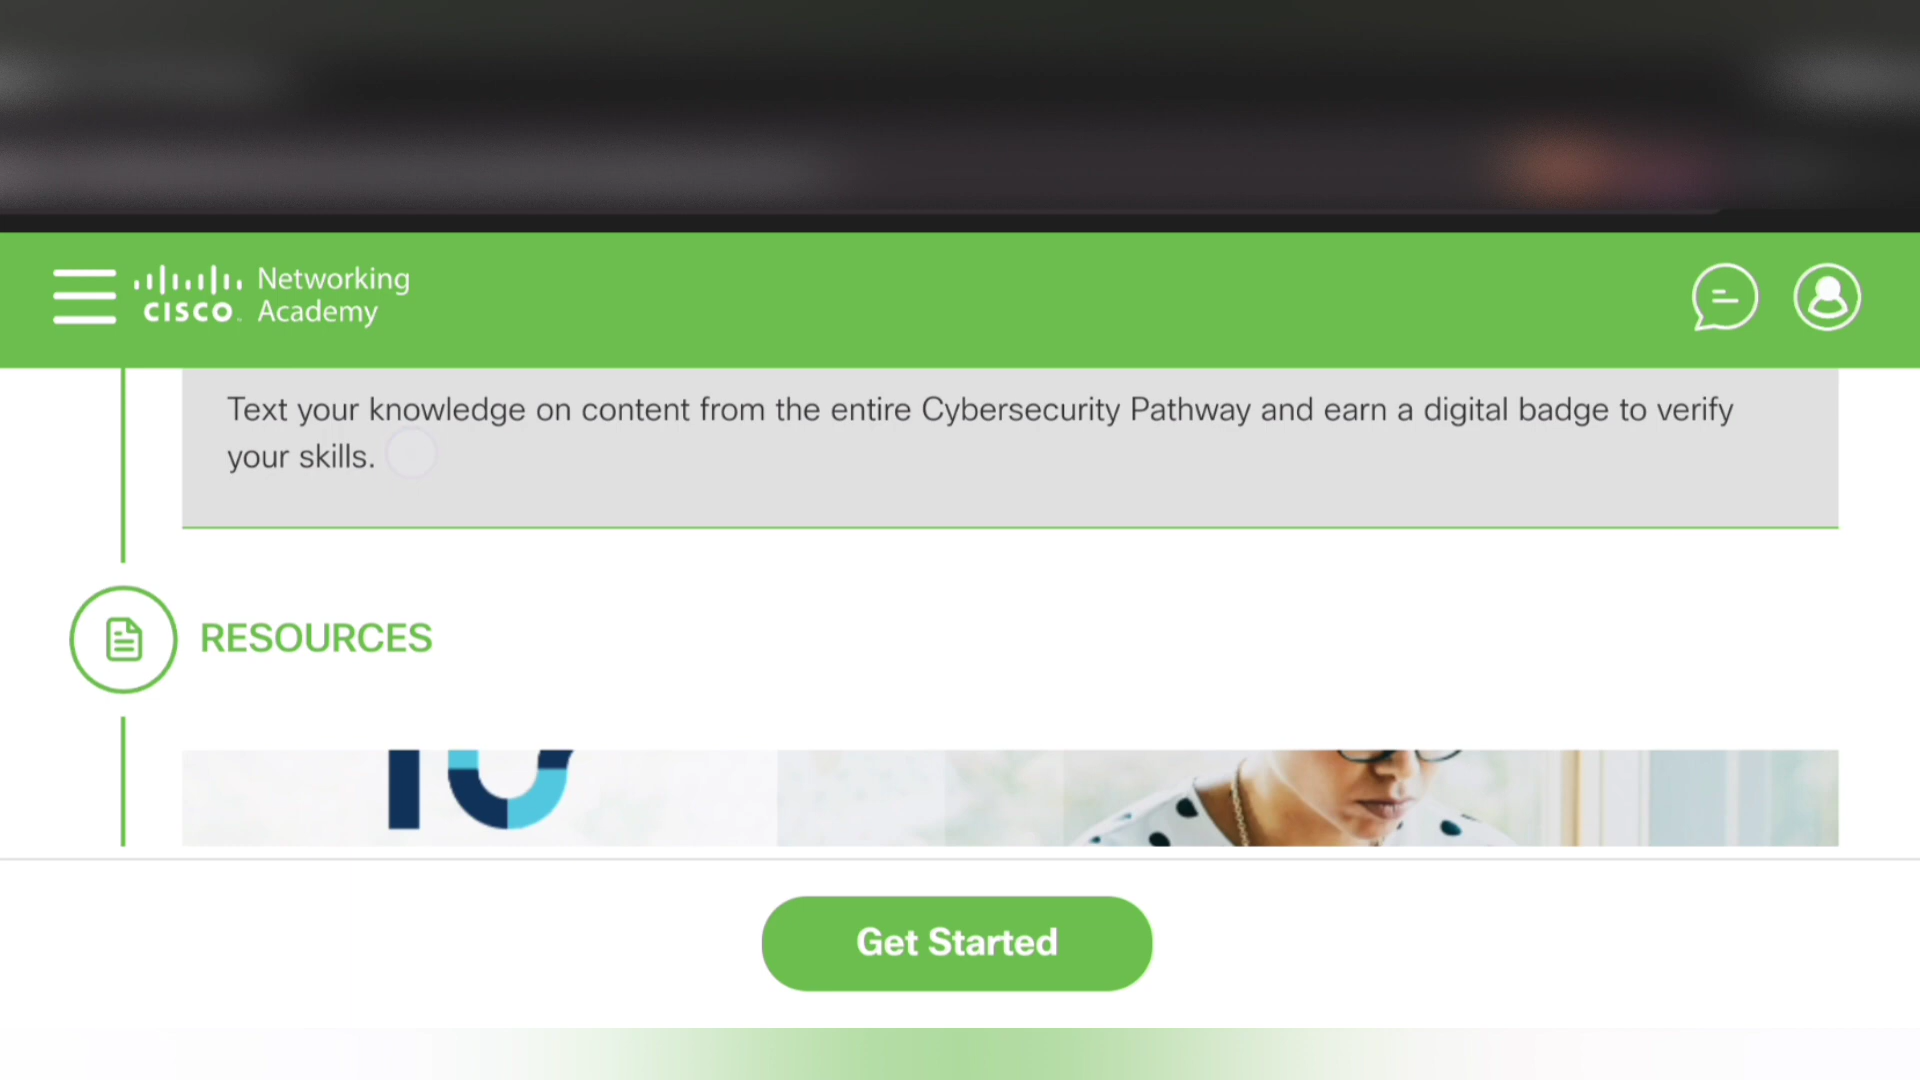 Networking
CISCO Academy
Text your knowledge on content from the entire Cybersecurity Pathway and earn a digital badge to verify
your skills.
RESOURCES
Get Started